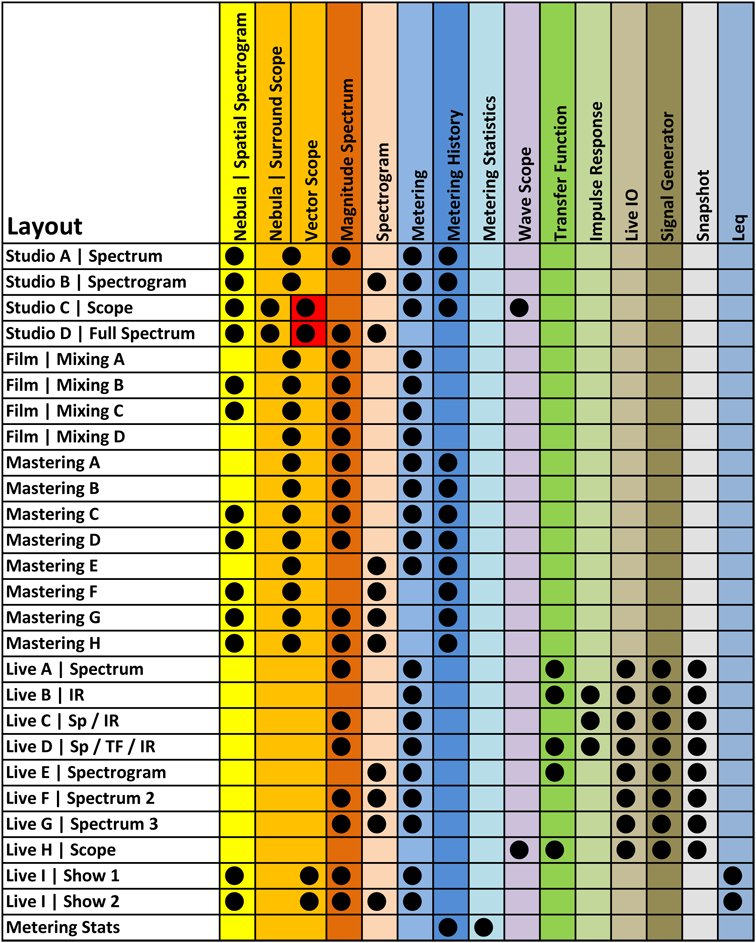 Layout
Nebula | Spatial Spectrogram
Nebula | Surround Scope
Vector Scope
Magnitude Spectrum
Spectrogram
Metering
Metering History
Metering Statistics
Wave Scope
Transfer Function
Impulse Response
Live IO
Signal Generator
Snapshot
Leq
Studio A | Spectrum
Studio B | Spectrogram
Studio C | Scope
Studio D | Full Spectrum
Film | Mixing A
Film | Mixing B
Film | Mixing C
Film | Mixing D
Mastering A
Mastering B
Mastering C
Mastering D
Mastering E
Mastering F
Mastering G
Mastering H
Live A | Spectrum
Live B | IR
Live C | Sp / IR
Live D | Sp / TF / IR
Live E | Spectrogram
Live F | Spectrum 2
Live G | Spectrum 3
Live H | Scope
Live I | Show 1
Live I | Show 2
Metering Stats